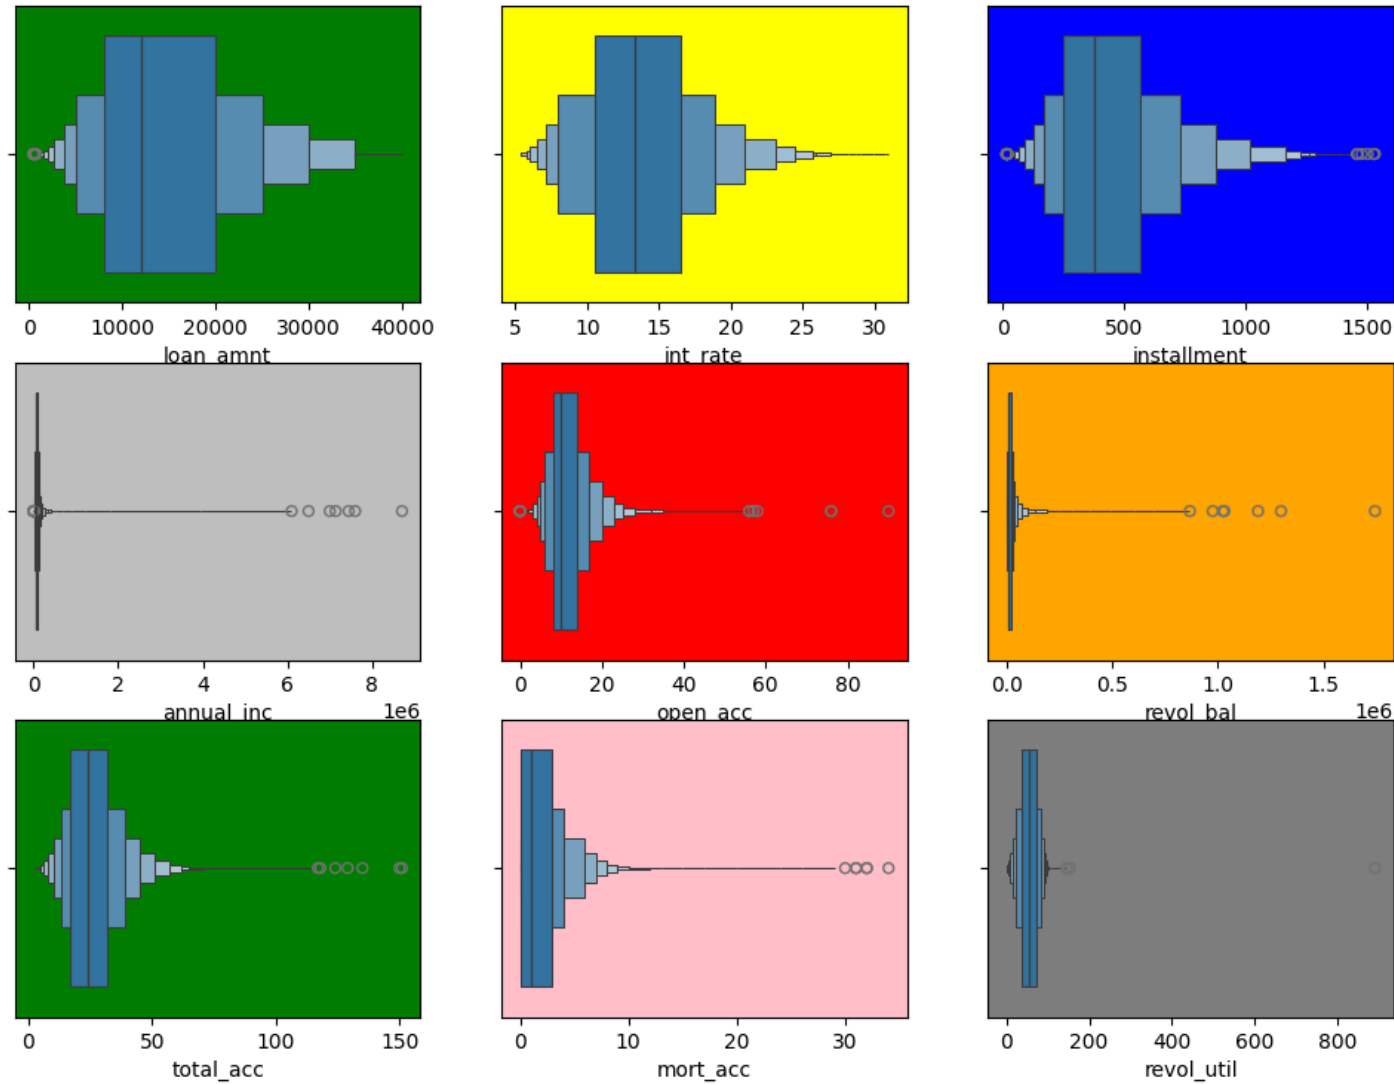 0 10000 20000 30000 40000
loan_amnt
5 10 15 20 25 30
int_rate
0 500 1000 1500
installment
0 2 4 6 8
annual_inc
1e6
0 20 40 60 80
open_acc
0.0 0.5 1.0 1.5
revol_bal
1e6
0 50 100 150
total_acc
0 10 20 30
mort_acc
0 200 400 600 800
revol_util